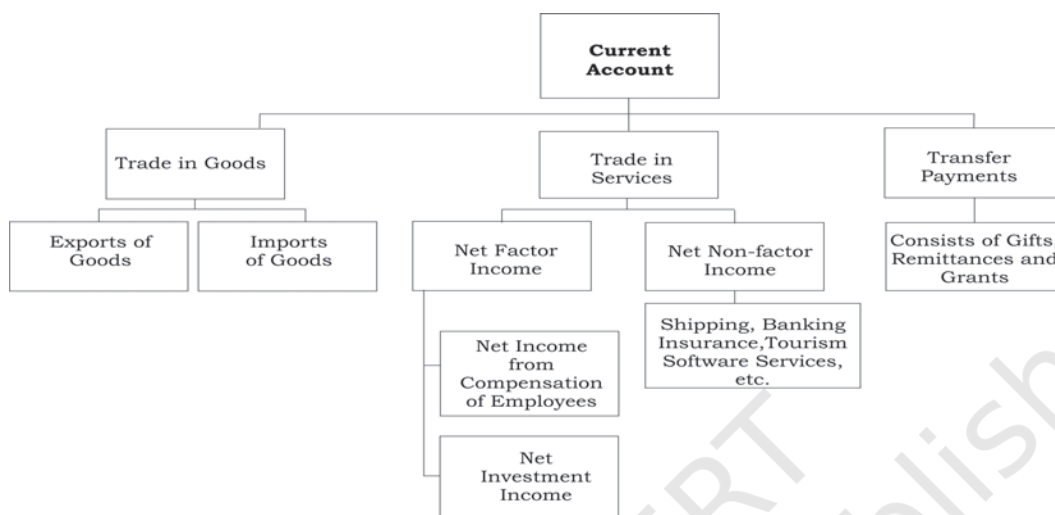 Current
Account
Trade in Goods
Trade in
Services
Transfer
Payments
Exports of
Goods
Imports
of Goods
Net Factor
Income
Net Non-factor
Income
Consists of Gifts,
Remittances and
Grants
Shipping, Banking
Insurance,Tourism
Software Services,
etc.
Net Income
from
Compensation
of Employees
Net
Investment
Income